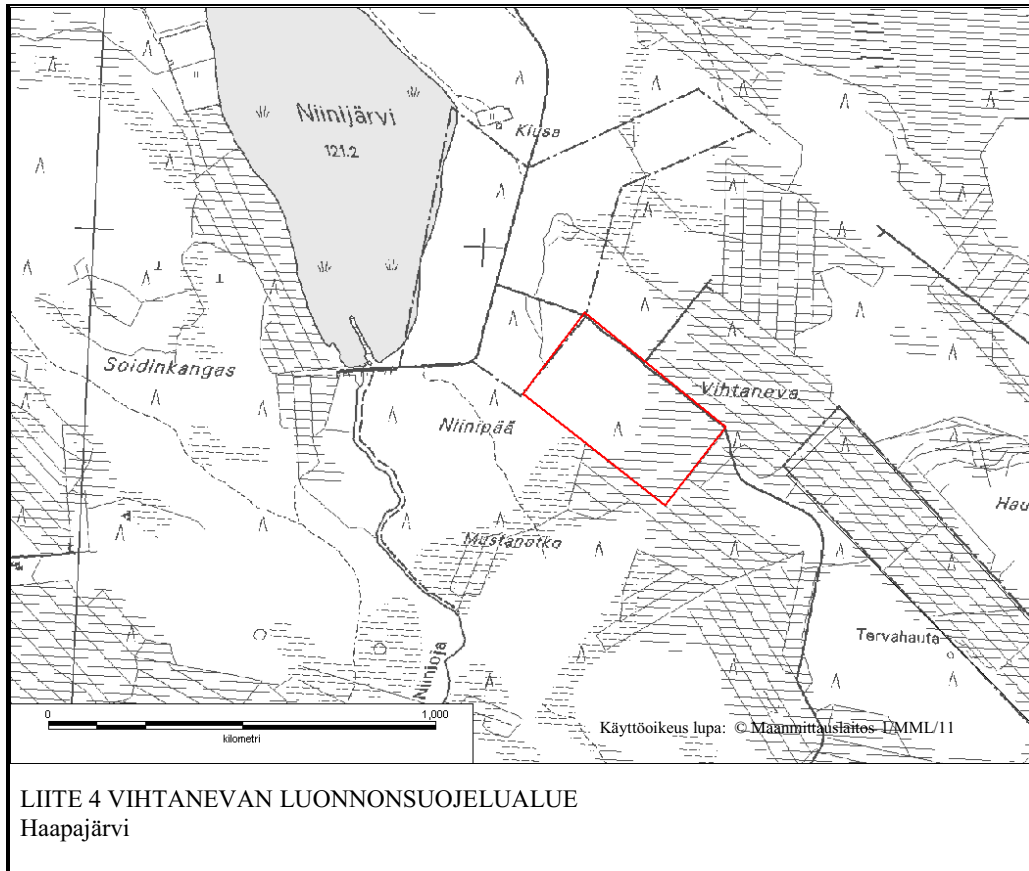 Niinijärvi
121.2
Kiusa
Soidinkangas
Vihtaneva
Niinipää
Hau
Mustanotko
Tervahauta
Niinioja
0
1,000
kilometri
Käyttöoikeus lupa: © Maanmittauslaitos 1/MML/11
LIITE 4 VIHTANEVAN LUONNONSUOJELUALUE
Haapajärvi